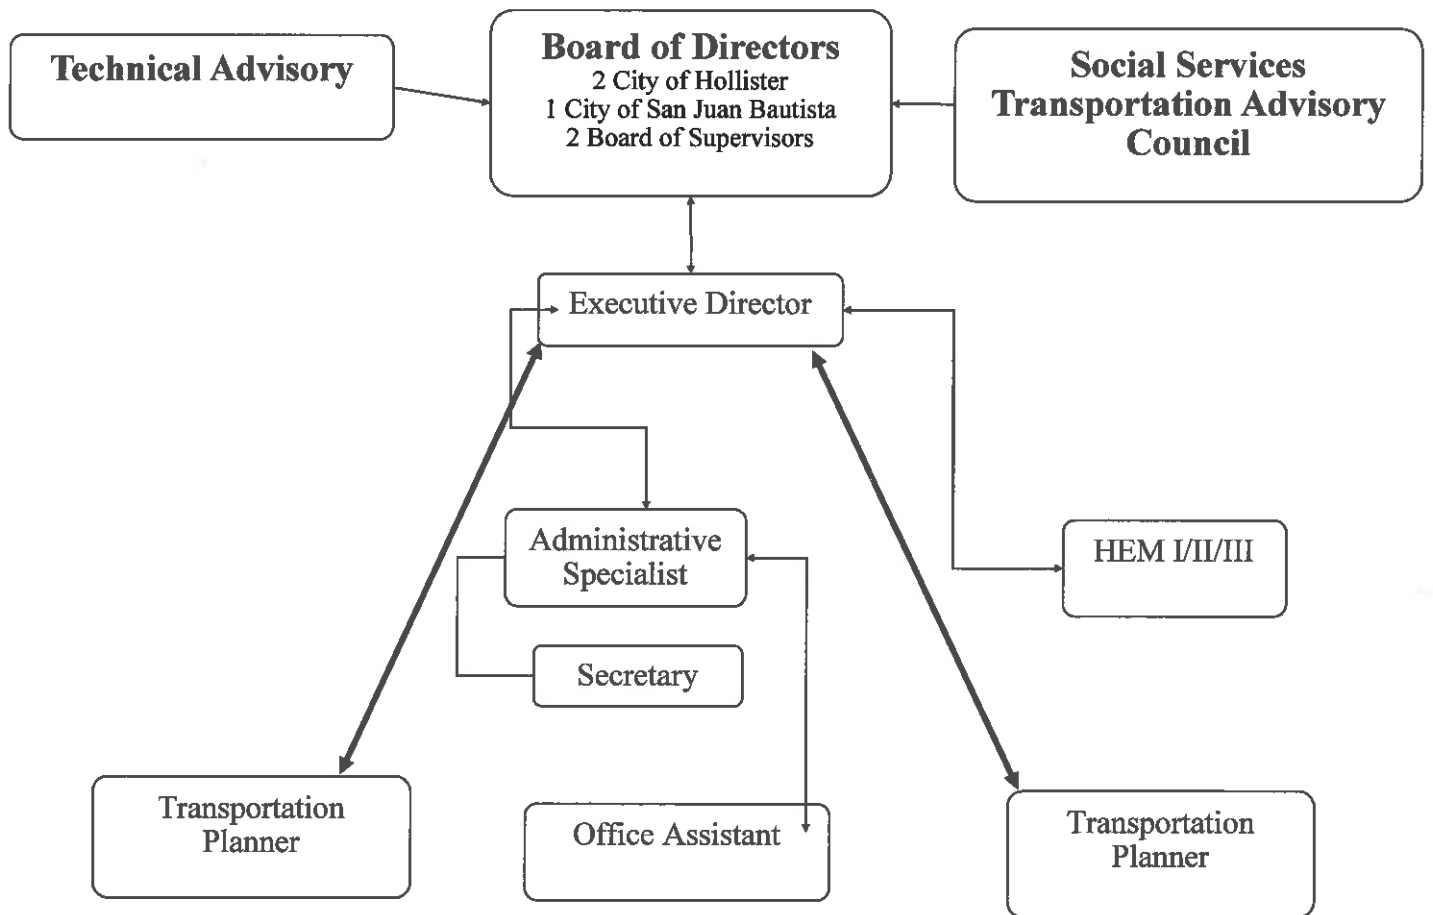 Technical Advisory
Board of Directors
2 City of Hollister
1 City of San Juan Bautista
2 Board of Supervisors
Social Services
Transportation Advisory
Council
Executive Director
Administrative
Specialist
HEM I/II/III
Secretary
Transportation
Planner
Office Assistant
Transportation
Planner